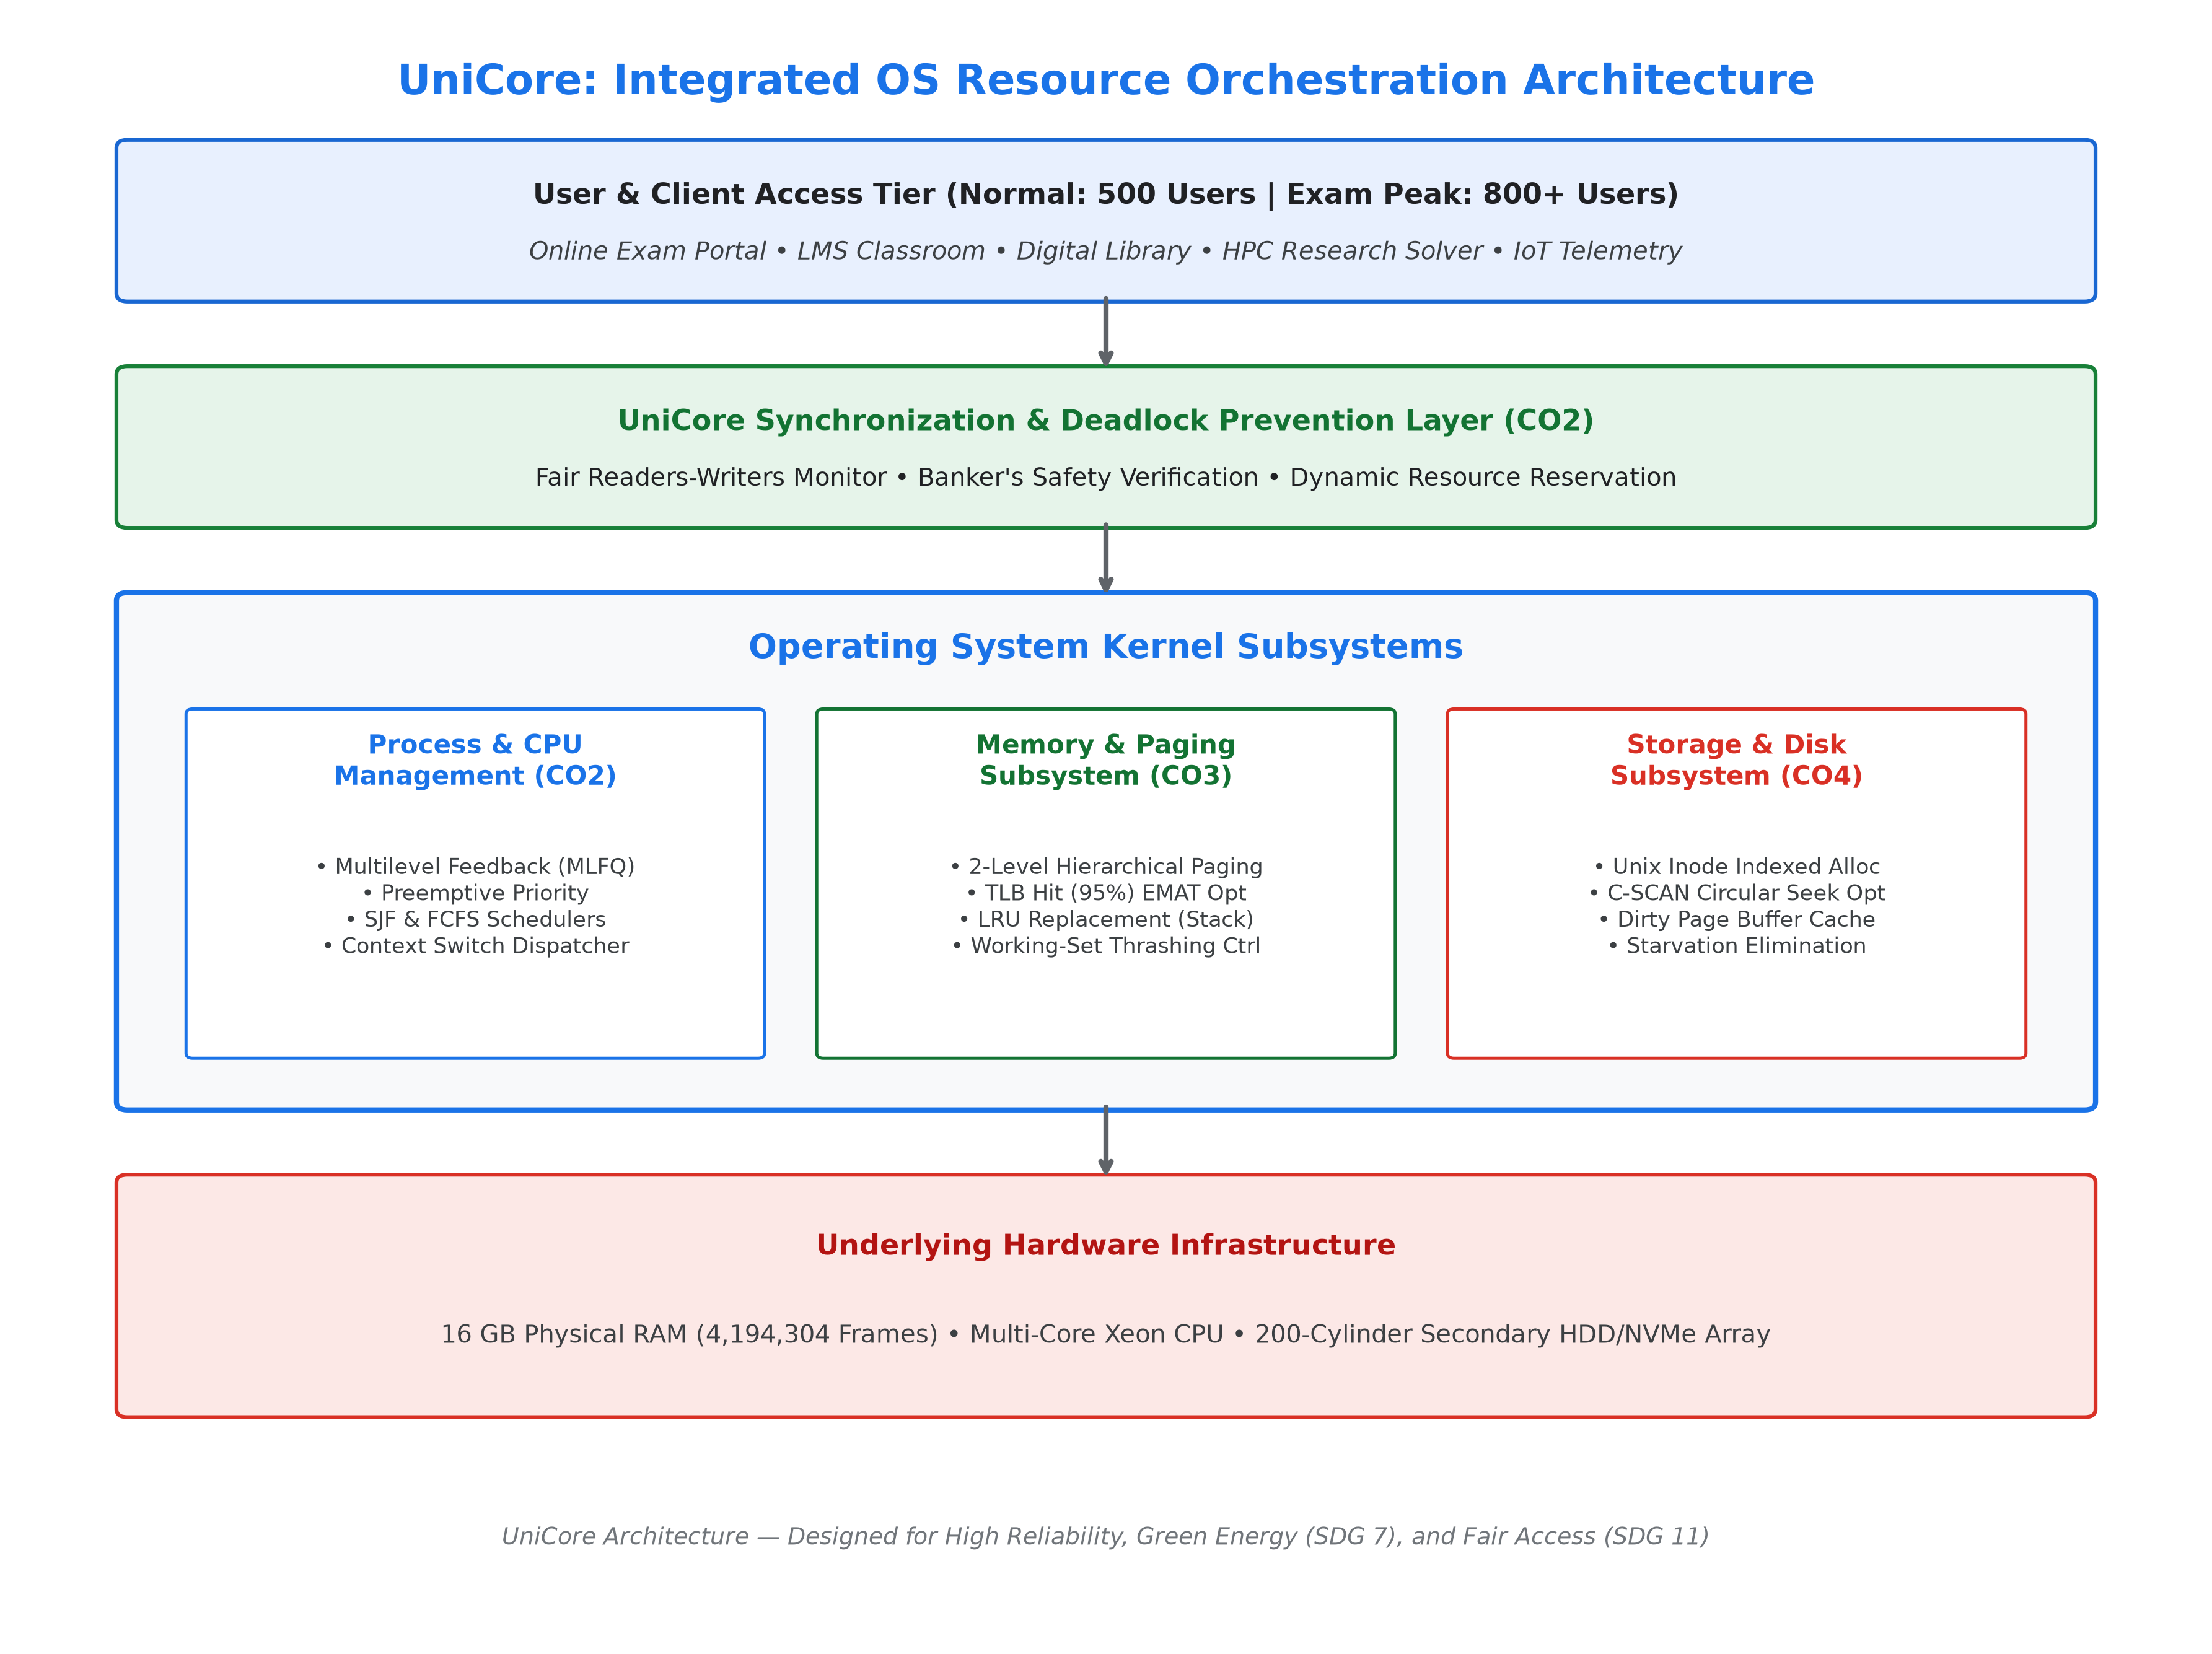 UniCore: Integrated OS Resource Orchestration Architecture
User & Client Access Tier (Normal: 500 Users | Exam Peak: 800+ Users)
Online Exam Portal • LMS Classroom • Digital Library • HPC Research Solver • IoT Telemetry
UniCore Synchronization & Deadlock Prevention Layer (CO2)
Fair Readers-Writers Monitor • Banker's Safety Verification • Dynamic Resource Reservation
Operating System Kernel Subsystems
Process & CPU
Management (CO2)
• Multilevel Feedback (MLFQ)
• Preemptive Priority
• SJF & FCFS Schedulers
• Context Switch Dispatcher
Memory & Paging
Subsystem (CO3)
• 2-Level Hierarchical Paging
• TLB Hit (95%) EMAT Opt
• LRU Replacement (Stack)
• Working-Set Thrashing Ctrl
Storage & Disk
Subsystem (CO4)
• Unix Inode Indexed Alloc
• C-SCAN Circular Seek Opt
• Dirty Page Buffer Cache
• Starvation Elimination
Underlying Hardware Infrastructure
16 GB Physical RAM (4,194,304 Frames) • Multi-Core Xeon CPU • 200-Cylinder Secondary HDD/NVMe Array
UniCore Architecture — Designed for High Reliability, Green Energy (SDG 7), and Fair Access (SDG 11)